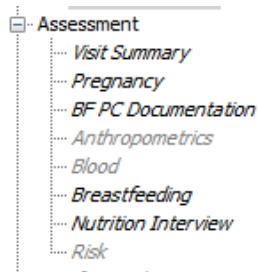 Assessment
Visit Summary
Pregnancy
BF PC Documentation
Anthropometrics
Blood
Breastfeeding
Nutrition Interview
Risk